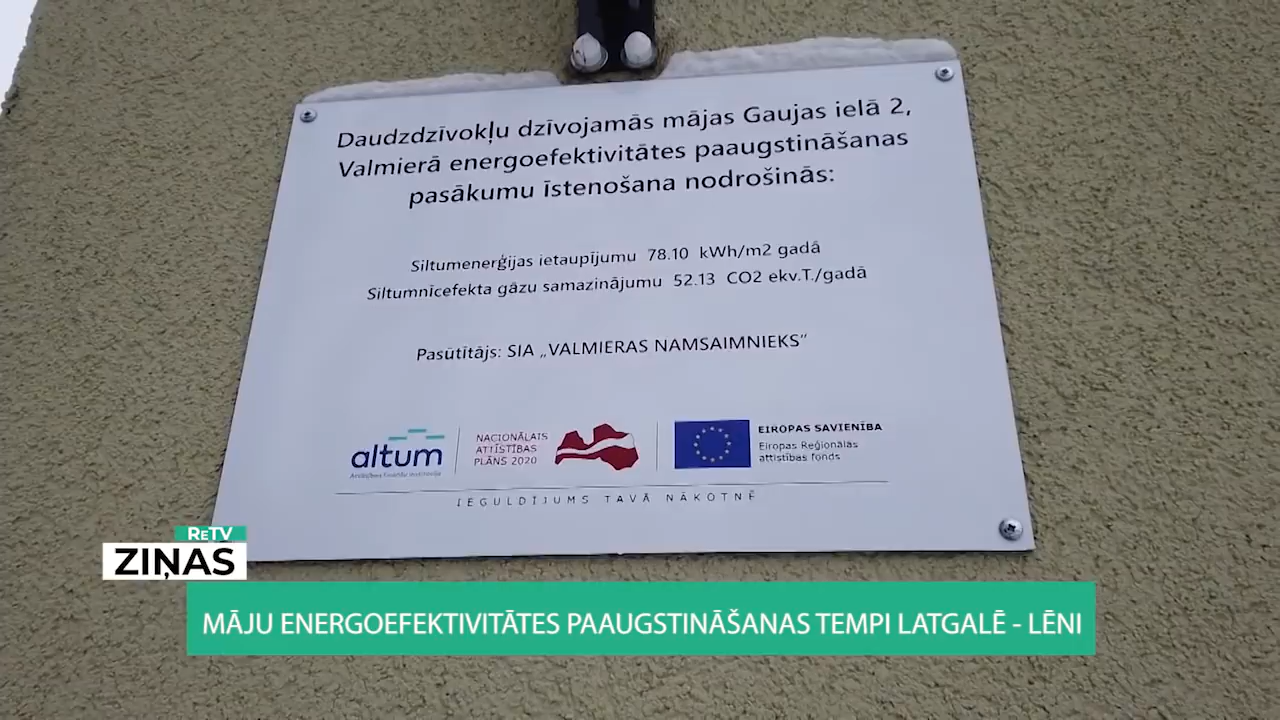 Daudzdzīvokļu dzīvojamās mājas Gaujas ielā 2,
Valmierā energoefektivitātes paaugstināšanas
pasākumu īstenošana nodrošinās:
Siltumenerģijas ietaupījumu 78.10 kWh/m2 gadā
Siltumnīcefekta gāzu samazinājumu 52.13 CO2 ekv.T./gadā
Pasūtītājs: SIA „VALMIERAS NAMSAIMNIEKS”
altum
NACIONĀLAIS
ATTĪSTĪBAS
PLĀNS 2020
EIROPAS SAVIENĪBA
Eiropas Reģionālās
attīstības fonds
IEGULDĪJUMS TAVĀ NĀKOTNĒ
RETV
ZIŅAS
MĀJU ENERGOEFEKTIVITĀTES PAAUGSTINĀŠANAS TEMPI LATGALĒ - LĒNI